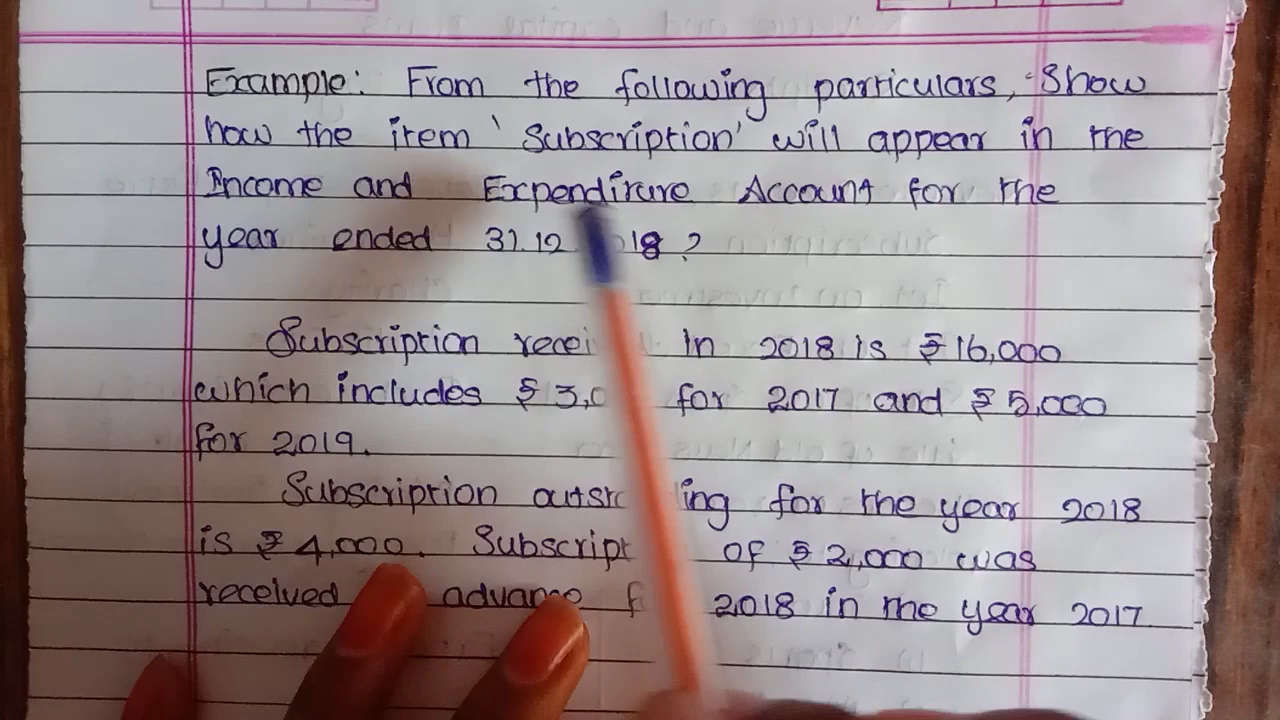 Example: From the following particulars, Show
how the item 'Subscription' will appear in the
Income and Expenditure Account for the
year ended 31.12 18?
Subscription in 2018 is ₹16,000
which includes for 2017 and ₹5,000
for 2019.
Subscription for the year 2018
is ₹4,000. of ₹2,000 was
received advance 2018 in the year 2017